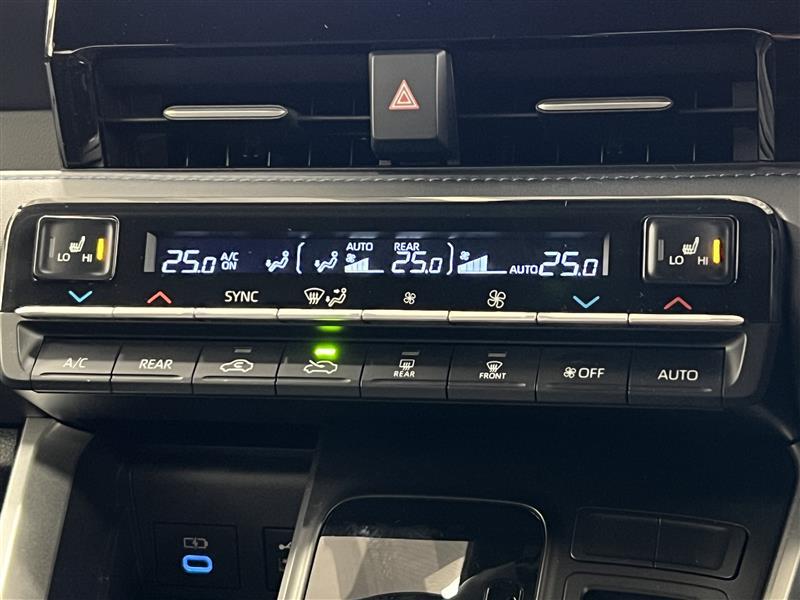 AUTO REAR
25.0 A/C ON 25.0 AUTO 25.0
LO HI
LO HI
SYNC
A/C REAR REAR FRONT OFF AUTO